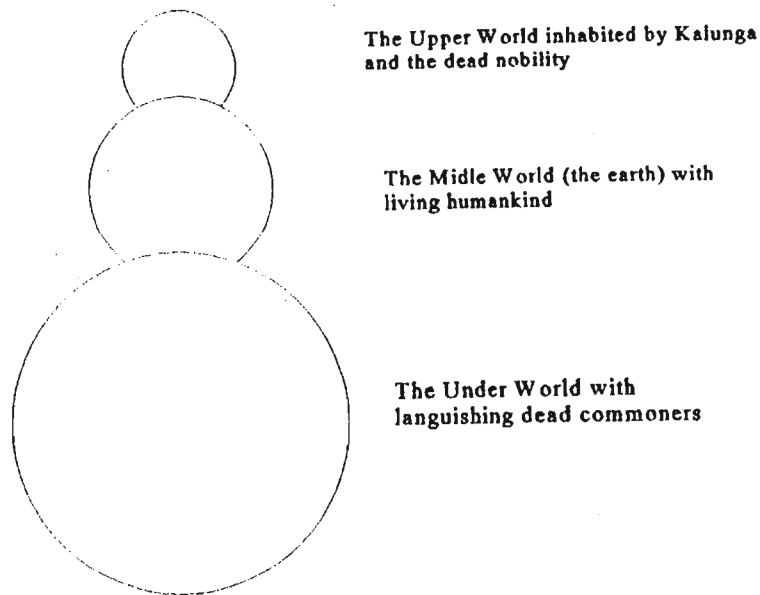 The Upper World inhabited by Kalunga
and the dead nobility
The Midle World (the earth) with
living humankind
The Under World with
languishing dead commoners